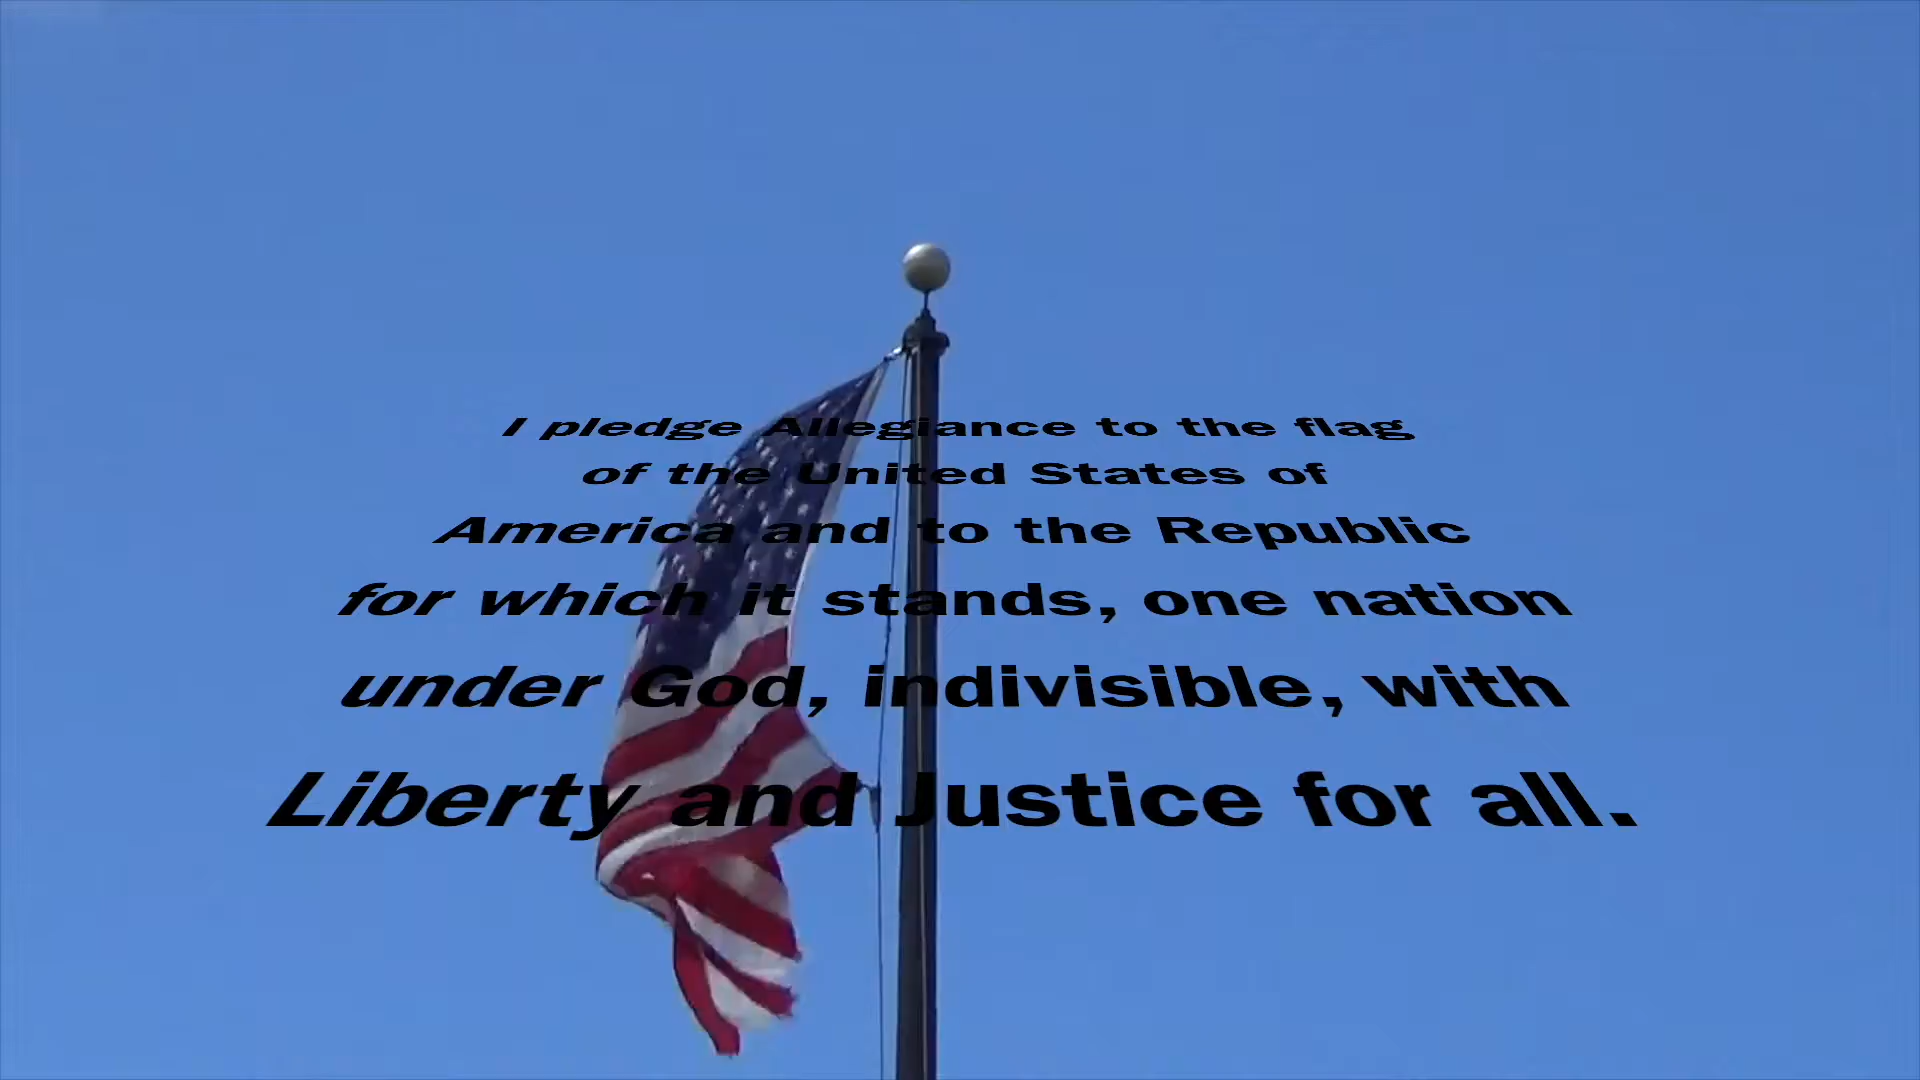 I pledge Allegiance to the flag
of the United States of
America and to the Republic
for which it stands, one nation
under God, indivisible, with
Liberty and Justice for all.